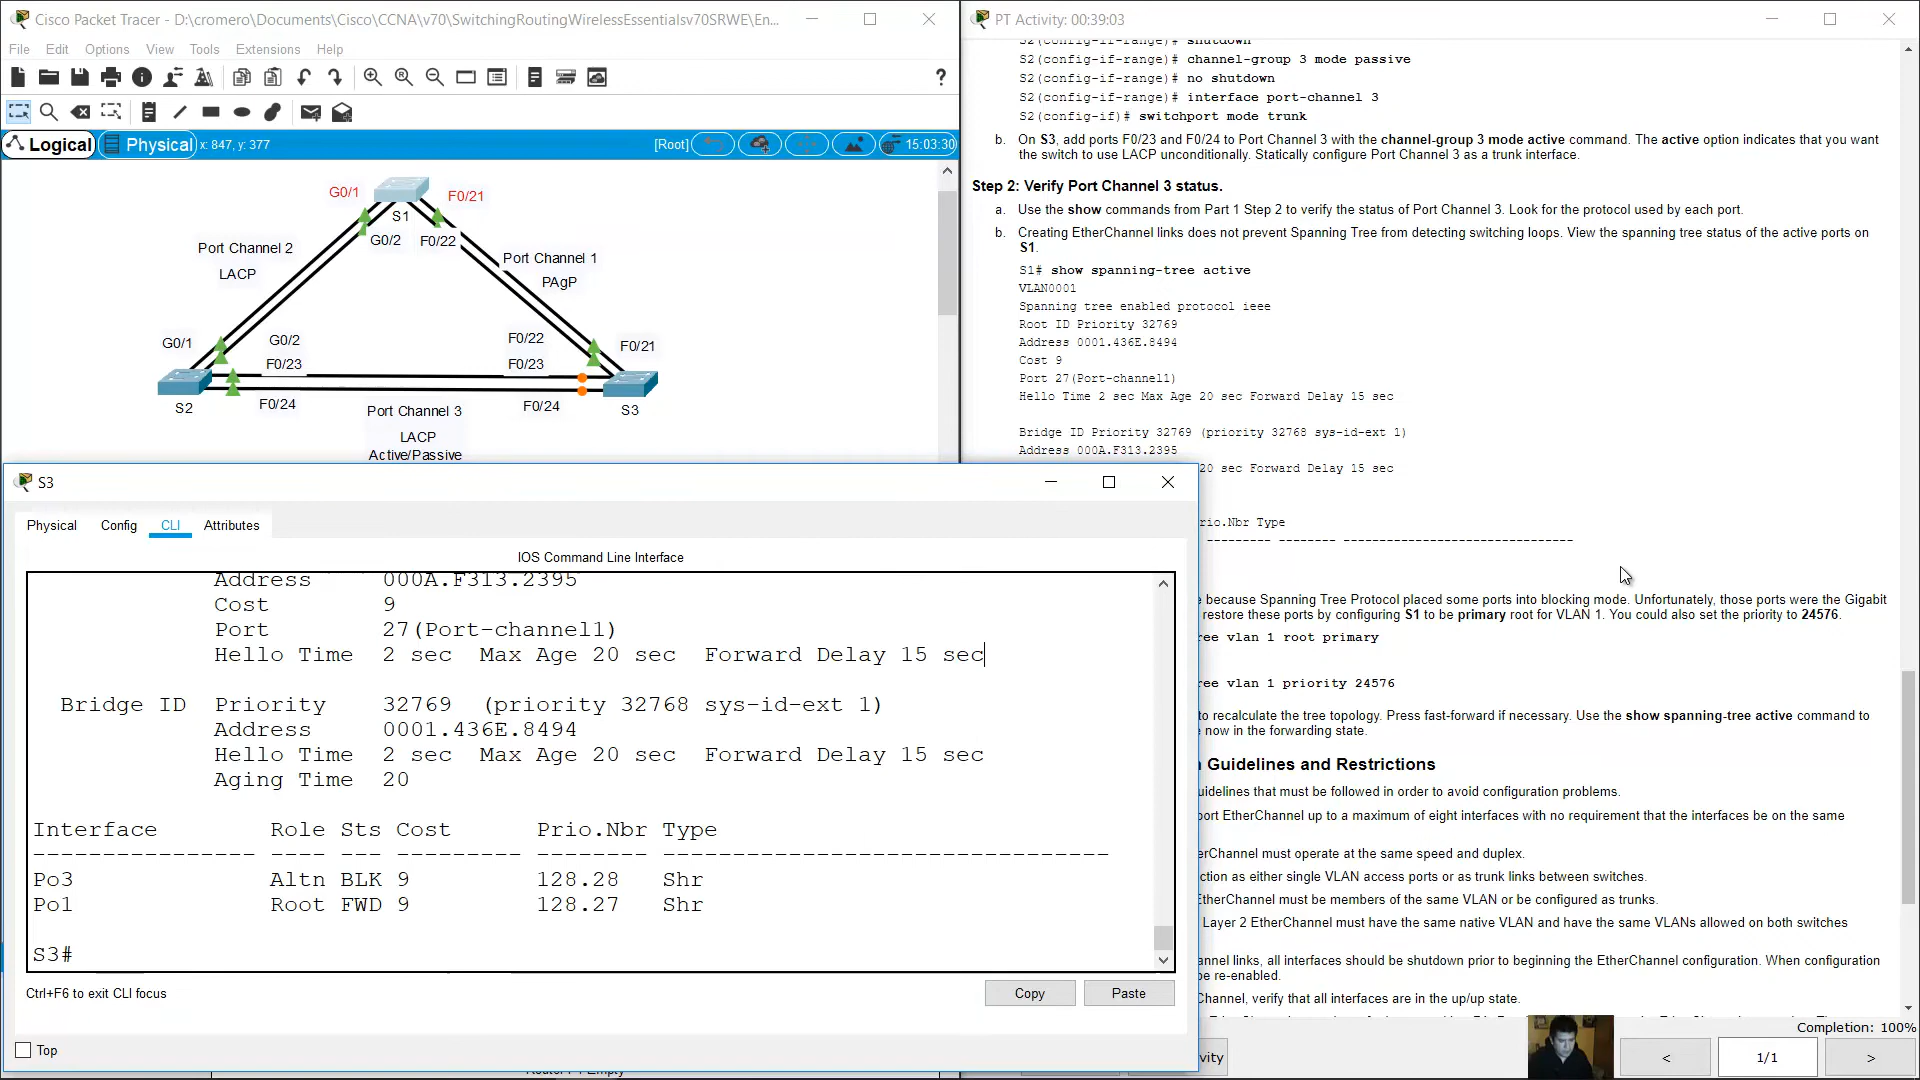 Cisco Packet Tracer - D:\cromero\Documents\Cisco\CCNA\v70\SwitchingRoutingWirelessEssentialsv70SRWE\En...
File Edit Options View Tools Extensions Help
?
Logical Physical x: 847, y: 377 [Root] 15:03:30
G0/1
F0/21
S1
G0/2 F0/22
Port Channel 2
LACP
Port Channel 1
PAgP
G0/1
G0/2
F0/22
F0/21
F0/23
F0/23
S2
F0/24
F0/24
S3
Port Channel 3
LACP
Active/Passive
PT Activity: 00:39:03
S2(config-if-range)# shutdown
S2(config-if-range)# channel-group 3 mode passive
S2(config-if-range)# no shutdown
S2(config-if-range)# interface port-channel 3
S2(config-if)# switchport mode trunk
b. On S3, add ports F0/23 and F0/24 to Port Channel 3 with the channel-group 3 mode active command. The active option indicates that you want
the switch to use LACP unconditionally. Statically configure Port Channel 3 as a trunk interface.
Step 2: Verify Port Channel 3 status.
a. Use the show commands from Part 1 Step 2 to verify the status of Port Channel 3. Look for the protocol used by each port.
b. Creating EtherChannel links does not prevent Spanning Tree from detecting switching loops. View the spanning tree status of the active ports on
S1.
S1# show spanning-tree active
VLAN0001
Spanning tree enabled protocol ieee
Root ID Priority 32769
Address 0001.436E.8494
Cost 9
Port 27(Port-channel1)
Hello Time 2 sec Max Age 20 sec Forward Delay 15 sec
Bridge ID Priority 32769 (priority 32768 sys-id-ext 1)
Address 000A.F313.2395
20 sec Forward Delay 15 sec
rio.Nbr Type
--------- -------- --------------------------------
because Spanning Tree Protocol placed some ports into blocking mode. Unfortunately, those ports were the Gigabit
restore these ports by configuring S1 to be primary root for VLAN 1. You could also set the priority to 24576.
ree vlan 1 root primary
ree vlan 1 priority 24576
to recalculate the tree topology. Press fast-forward if necessary. Use the show spanning-tree active command to
now in the forwarding state.
Guidelines and Restrictions
uidelines that must be followed in order to avoid configuration problems.
port EtherChannel up to a maximum of eight interfaces with no requirement that the interfaces be on the same
erChannel must operate at the same speed and duplex.
ction as either single VLAN access ports or as trunk links between switches.
EtherChannel must be members of the same VLAN or be configured as trunks.
Layer 2 EtherChannel must have the same native VLAN and have the same VLANs allowed on both switches
annel links, all interfaces should be shutdown prior to beginning the EtherChannel configuration. When configuration
be re-enabled.
Channel, verify that all interfaces are in the up/up state.
Completion: 100%
vity
< 1/1 >
S3
Physical Config CLI Attributes
IOS Command Line Interface
Address 000A.F313.2395
Cost 9
Port 27(Port-channel1)
Hello Time 2 sec Max Age 20 sec Forward Delay 15 sec
Bridge ID Priority 32769 (priority 32768 sys-id-ext 1)
Address 0001.436E.8494
Hello Time 2 sec Max Age 20 sec Forward Delay 15 sec
Aging Time 20
Interface Role Sts Cost Prio.Nbr Type
---------------- ---- --- --------- -------- --------------------------------
Po3 Altn BLK 9 128.28 Shr
Po1 Root FWD 9 128.27 Shr
S3#
Ctrl+F6 to exit CLI focus
Copy Paste
Top